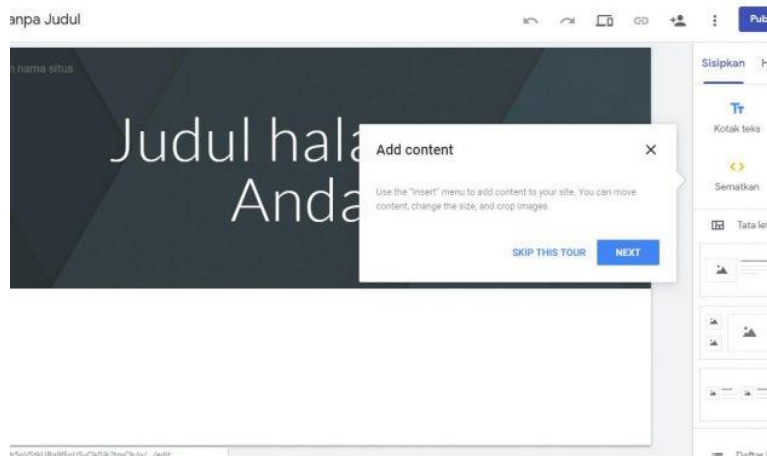 anpa Judul
Pub
nama situs
Judul hala
Anda
Add content
Use the "Insert" menu to add content to your site. You can move
content, change the size, and crop images.
SKIP THIS TOUR
NEXT
Sisipkan H
Tr
Kotak teks
<>
Sematkan
Tata let
Daftar